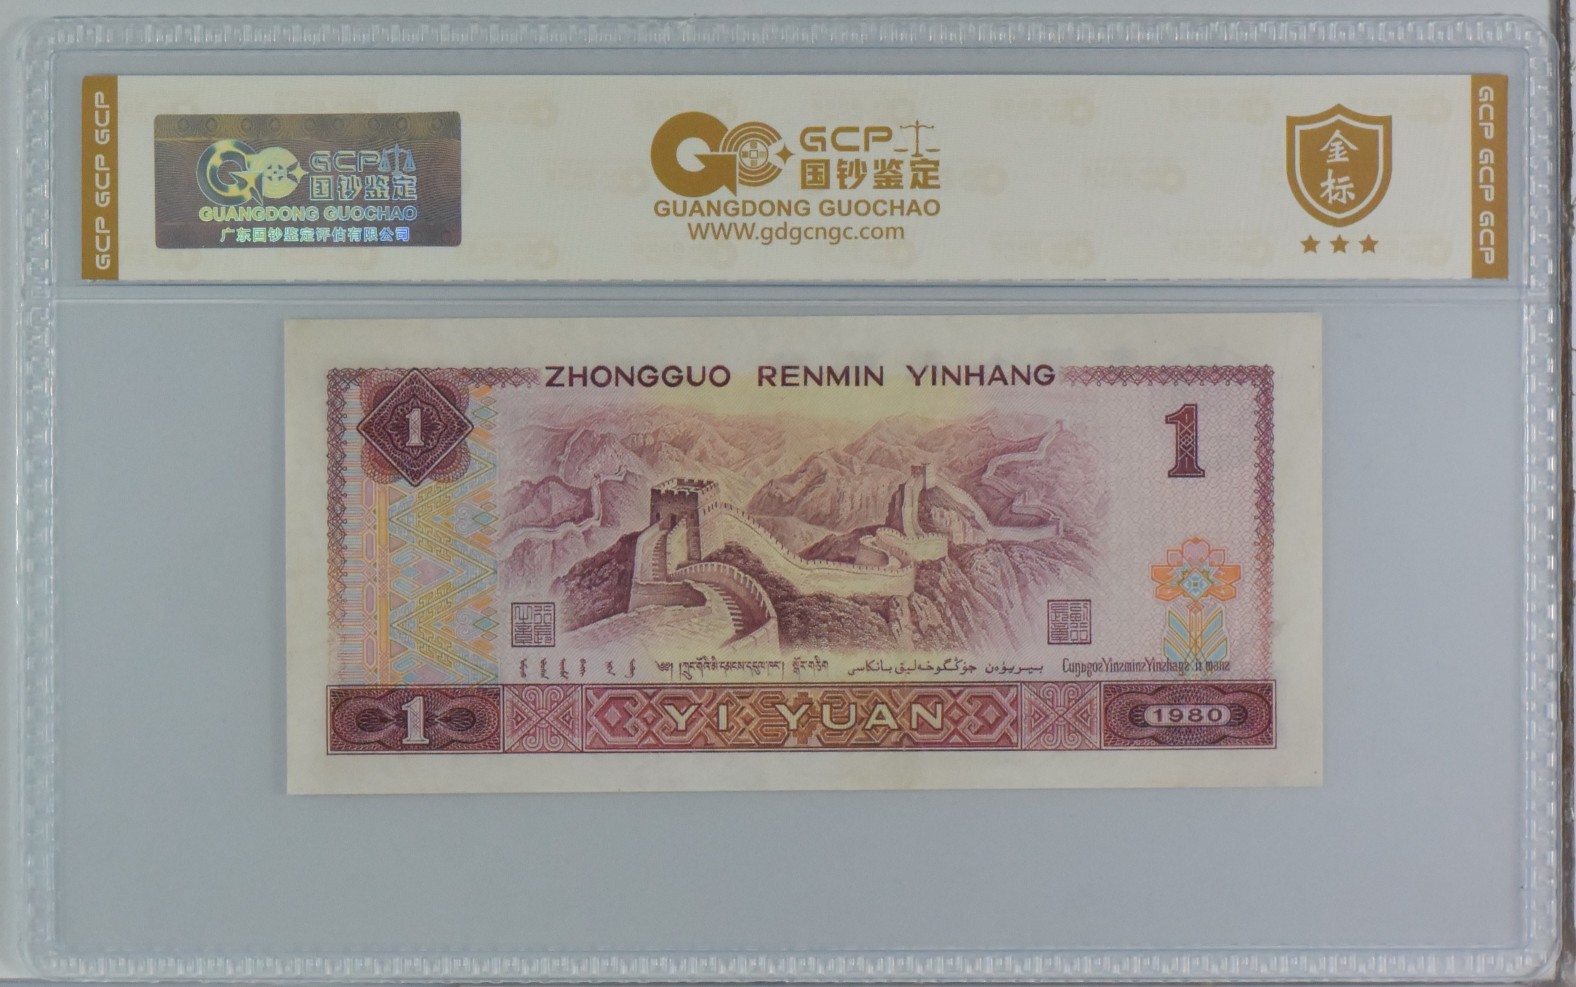 GCP GCP GCP
GCP
国钞鉴定
GUANGDONG GUOCHAO
广东国钞鉴定评估有限公司
GCP
国钞鉴定
GUANGDONG GUOCHAO
WWW.gdgcngc.com
金标
GCP GCP GCP
ZHONGGUO RENMIN YINHANG
1
1
1
YI YUAN
1980